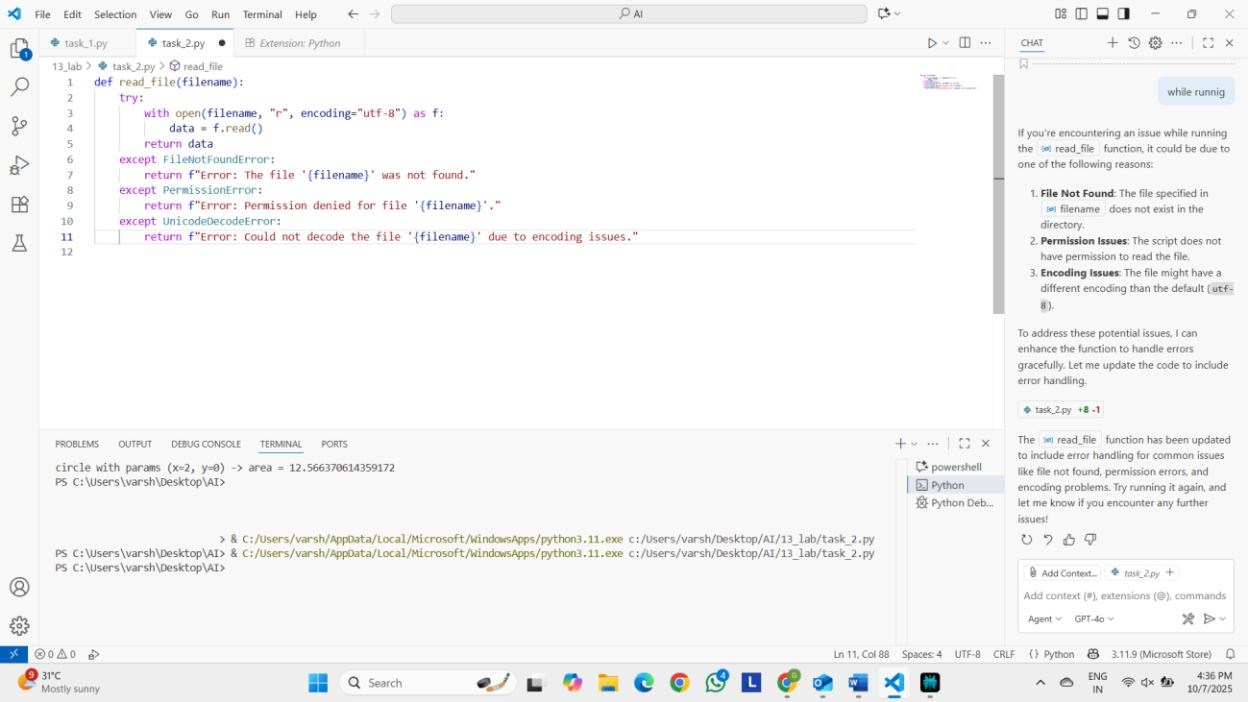 File Edit Selection View Go Run Terminal Help
AI
task_1.py
task_2.py
Extension: Python
13_lab > task_2.py > read_file
1 def read_file(filename):
2     try:
3         with open(filename, "r", encoding="utf-8") as f:
4             data = f.read()
5         return data
6     except FileNotFoundError:
7         return f"Error: The file '{filename}' was not found."
8     except PermissionError:
9         return f"Error: Permission denied for file '{filename}'."
10     except UnicodeDecodeError:
11         return f"Error: Could not decode the file '{filename}' due to encoding issues."
12
PROBLEMS OUTPUT DEBUG CONSOLE TERMINAL PORTS
circle with params (x=2, y=0) -> area = 12.566370614359172
PS C:\Users\varsh\Desktop\AI>
> & C:/Users/varsh/AppData/Local/Microsoft/WindowsApps/python3.11.exe c:/Users/varsh/Desktop/AI/13_lab/task_2.py
PS C:\Users\varsh\Desktop\AI> & C:/Users/varsh/AppData/Local/Microsoft/WindowsApps/python3.11.exe c:/Users/varsh/Desktop/AI/13_lab/task_2.py
PS C:\Users\varsh\Desktop\AI>
powershell
Python
Python Deb...
CHAT
while runnig
If you're encountering an issue while running
the read_file function, it could be due to
one of the following reasons:
1. File Not Found: The file specified in
filename does not exist in the
directory.
2. Permission Issues: The script does not
have permission to read the file.
3. Encoding Issues: The file might have a
different encoding than the default (utf-
8).
To address these potential issues, I can
enhance the function to handle errors
gracefully. Let me update the code to include
error handling.
task_2.py +8 -1
The read_file function has been updated
to include error handling for common issues
like file not found, permission errors, and
encoding problems. Try running it again, and
let me know if you encounter any further
issues!
Add Context...
task_2.py
Add context (#), extensions (@), commands
Agent GPT-4o
1
0 0
Ln 11, Col 88 Spaces: 4 UTF-8 CRLF {} Python 3.11.9 (Microsoft Store)
9
31°C
Mostly sunny
Search
4
ENG
IN
4:36 PM
10/7/2025